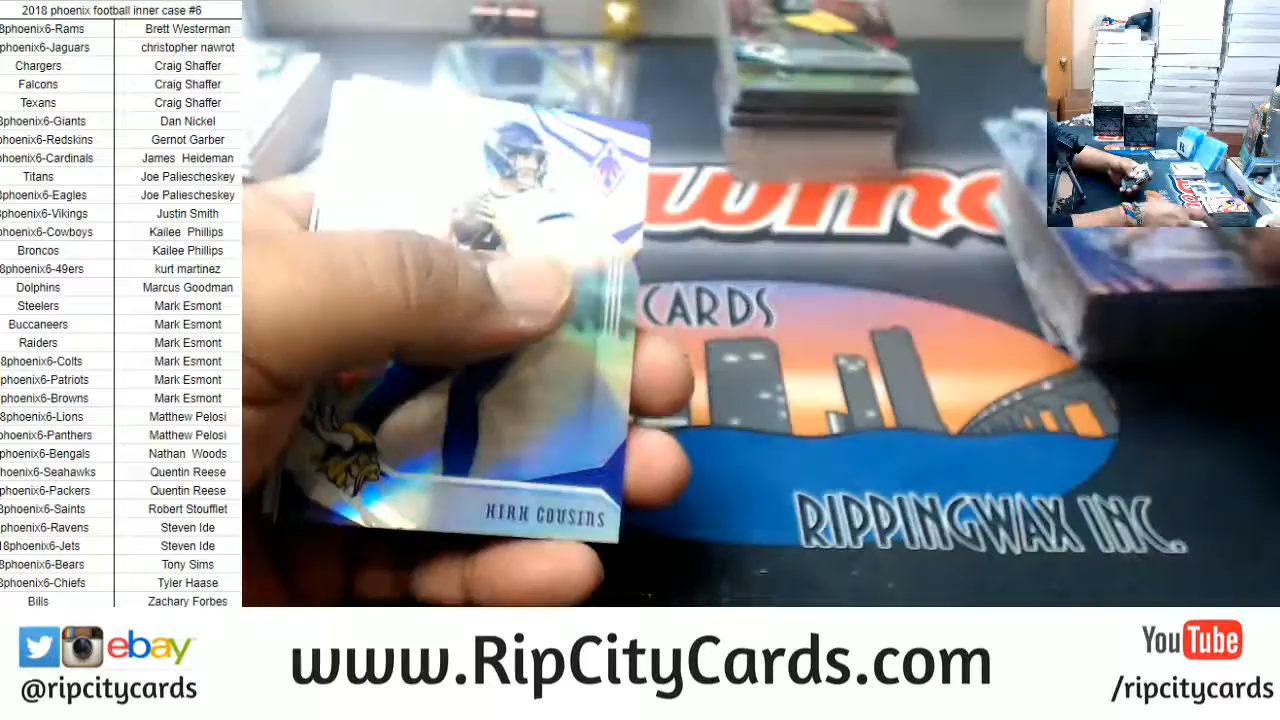 2018 phoenix football inner case #6
8phoenix6-Rams Brett Westerman
phoenix6-Jaguars christopher nawrot
Chargers Craig Shaffer
Falcons Craig Shaffer
Texans Craig Shaffer
8phoenix6-Giants Dan Nickel
phoenix6-Redskins Gernot Garber
phoenix6-Cardinals James Heideman
Titans Joe Paliescheskey
8phoenix6-Eagles Joe Paliescheskey
8phoenix6-Vikings Justin Smith
phoenix6-Cowboys Kailee Phillips
Broncos Kailee Phillips
8phoenix6-49ers kurt martinez
Dolphins Marcus Goodman
Steelers Mark Esmont
Buccaneers Mark Esmont
Raiders Mark Esmont
8phoenix6-Colts Mark Esmont
phoenix6-Patriots Mark Esmont
phoenix6-Browns Mark Esmont
8phoenix6-Lions Matthew Pelosi
phoenix6-Panthers Matthew Pelosi
phoenix6-Bengals Nathan Woods
hoenix6-Seahawks Quentin Reese
phoenix6-Packers Quentin Reese
8phoenix6-Saints Robert Stoufflet
phoenix6-Ravens Steven Ide
18phoenix6-Jets Steven Ide
8phoenix6-Bears Tony Sims
8phoenix6-Chiefs Tyler Haase
Bills Zachary Forbes
KIRK COUSINS
CARDS
RIPPINGWAX INC.
ebay
@ripcitycards
www.RipCityCards.com
YouTube
/ripcitycards